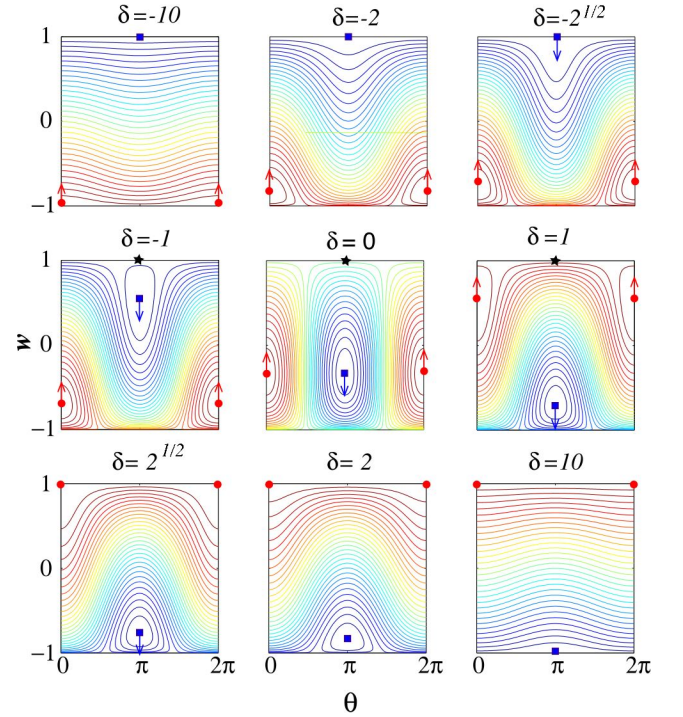 δ=-10 δ=-2 δ=-2^1/2
1
0
-1
δ=-1 δ=0 δ=1
1
w 0
-1
δ=2^1/2 δ=2 δ=10
1
0
-1
0 π 2π 0 π 2π 0 π 2π
θ